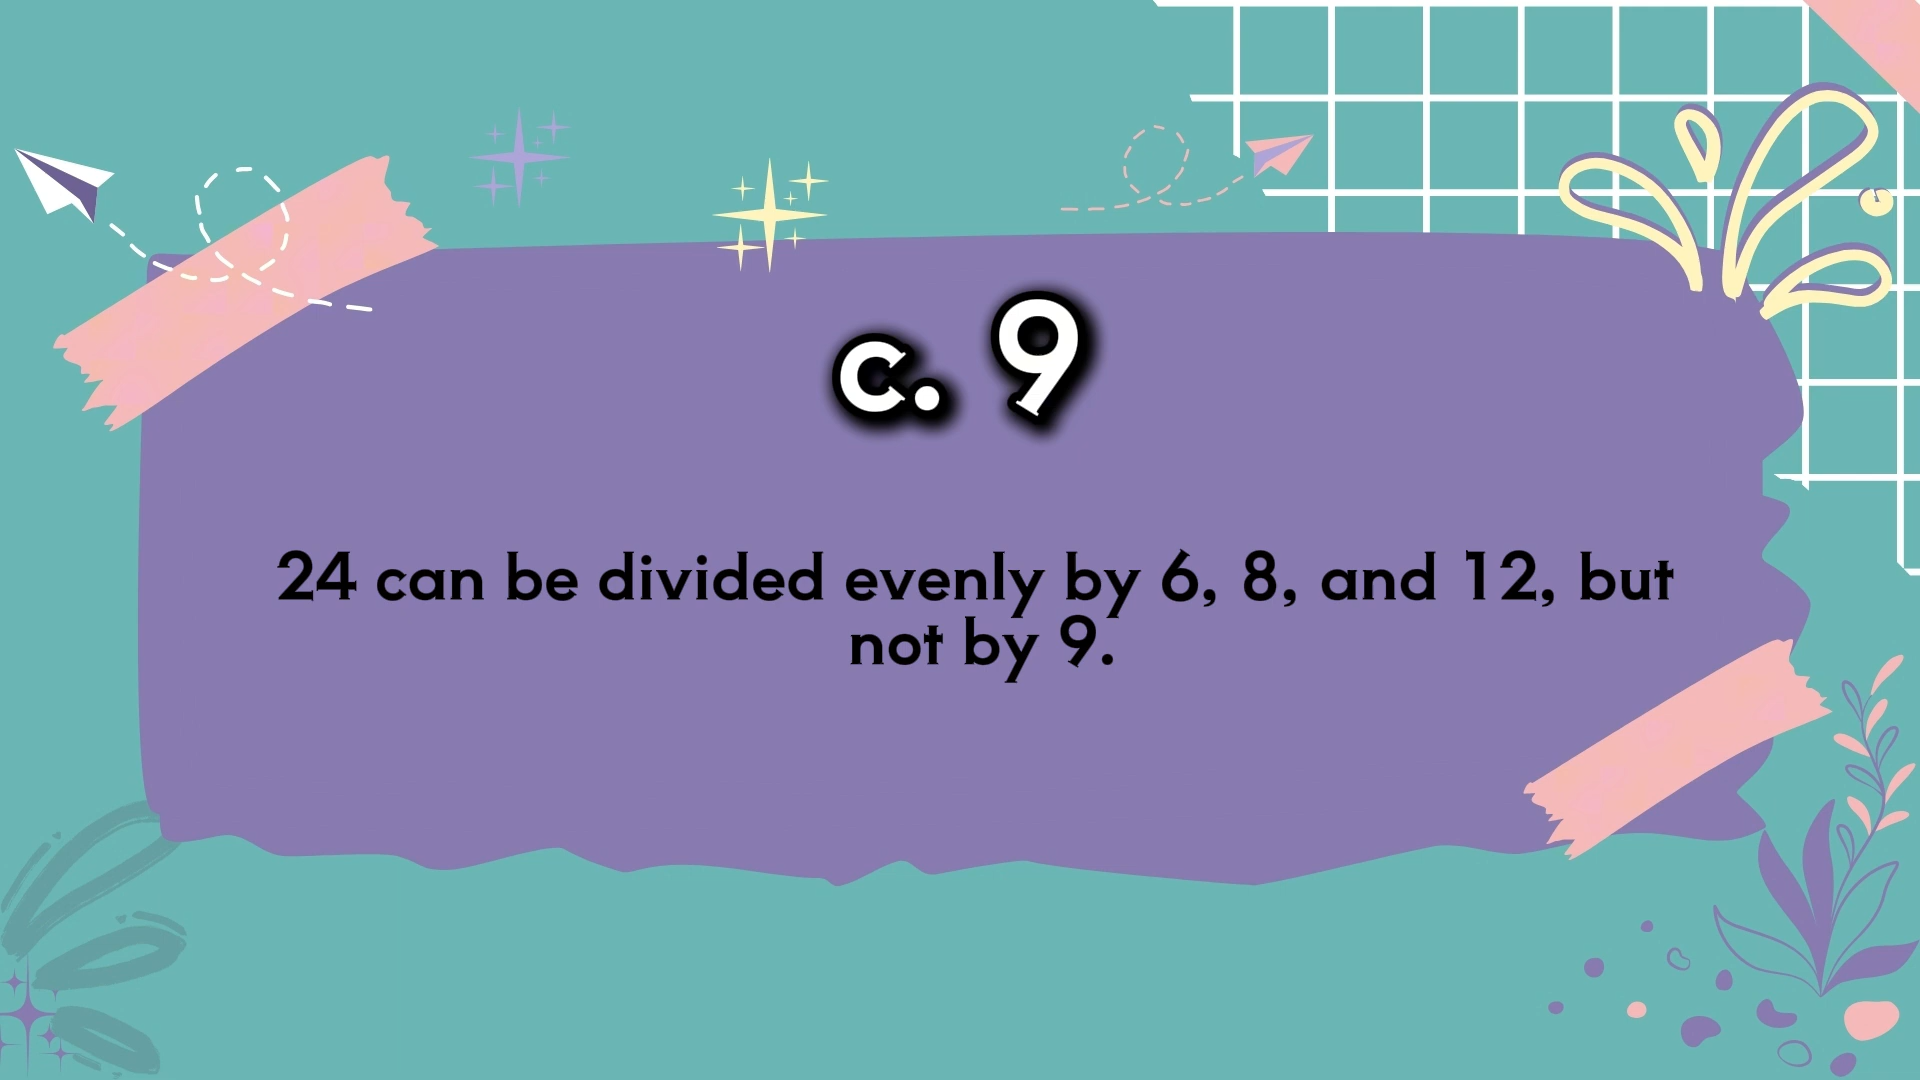 c. 9
24 can be divided evenly by 6, 8, and 12, but
not by 9.